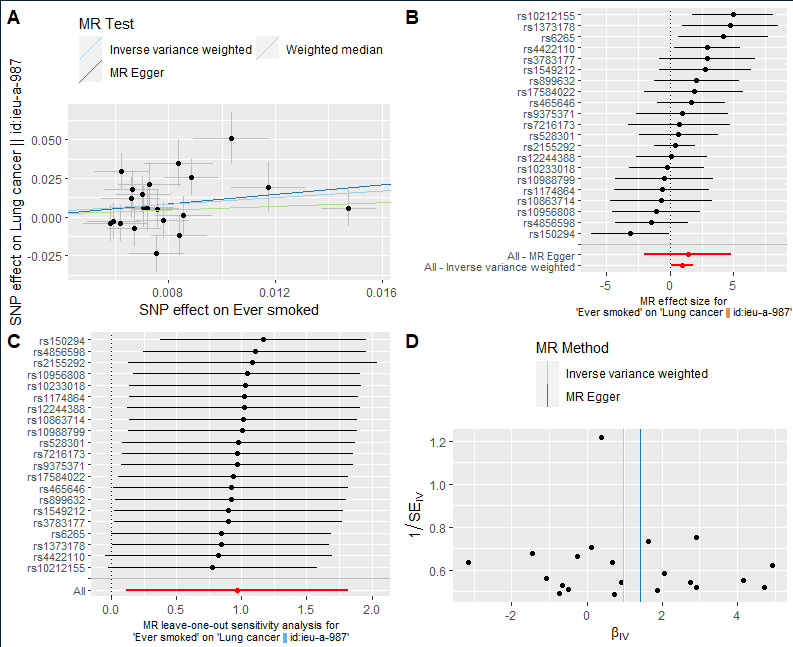 A
MR Test
Inverse variance weighted
Weighted median
MR Egger
SNP effect on Lung cancer || id:ieu-a-987
0.050
0.025
0.000
-0.025
0.008
0.012
0.016
SNP effect on Ever smoked
B
rs10212155
rs1373178
rs6265
rs4422110
rs3783177
rs1549212
rs899632
rs17584022
rs465646
rs9375371
rs7216173
rs528301
rs2155292
rs12244388
rs10233018
rs10988799
rs1174864
rs10863714
rs10956808
rs4856598
rs150294
All - MR Egger
All - Inverse variance weighted
-5
0
5
MR effect size for
'Ever smoked' on 'Lung cancer || id:ieu-a-987'
C
rs150294
rs4856598
rs2155292
rs10956808
rs10233018
rs1174864
rs12244388
rs10863714
rs10988799
rs528301
rs7216173
rs9375371
rs17584022
rs465646
rs899632
rs1549212
rs3783177
rs6265
rs1373178
rs4422110
rs10212155
All
0.0
0.5
1.0
1.5
2.0
MR leave-one-out sensitivity analysis for
'Ever smoked' on 'Lung cancer || id:ieu-a-987'
D
MR Method
Inverse variance weighted
MR Egger
1/SE_IV
1.2
1.0
0.8
0.6
-2
0
2
4
β_IV